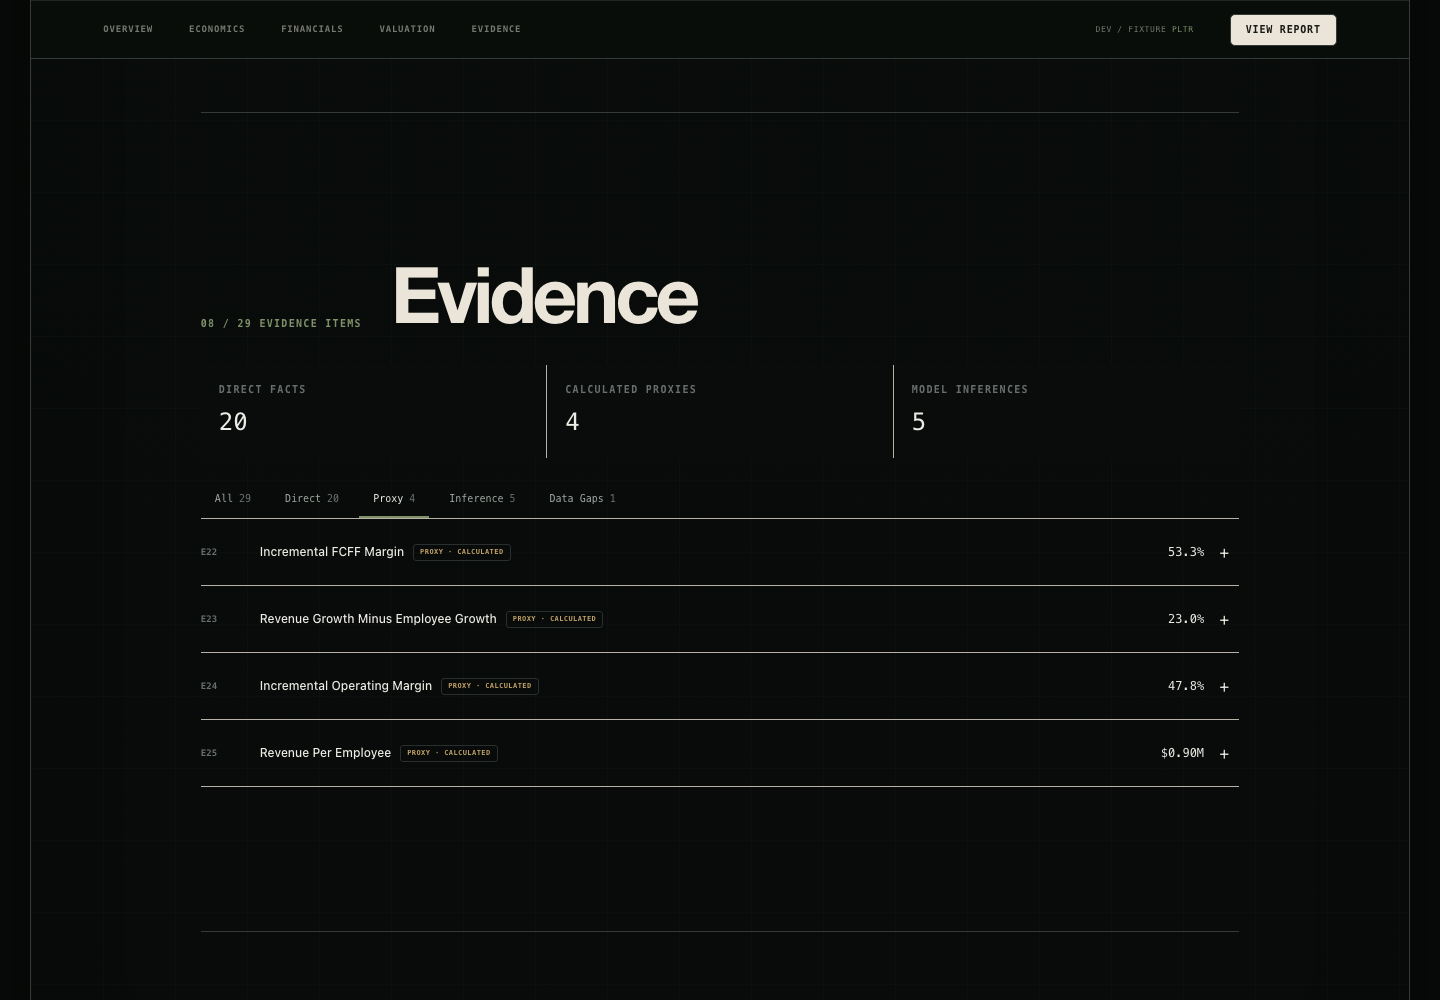 OVERVIEW ECONOMICS FINANCIALS VALUATION EVIDENCE DEV / FIXTURE PLTR VIEW REPORT
08 / 29 EVIDENCE ITEMS Evidence
DIRECT FACTS CALCULATED PROXIES MODEL INFERENCES
20 4 5
All 29 Direct 20 Proxy 4 Inference 5 Data Gaps 1
E22 Incremental FCFF Margin PROXY · CALCULATED 53.3% +
E23 Revenue Growth Minus Employee Growth PROXY · CALCULATED 23.0% +
E24 Incremental Operating Margin PROXY · CALCULATED 47.8% +
E25 Revenue Per Employee PROXY · CALCULATED $0.90M +